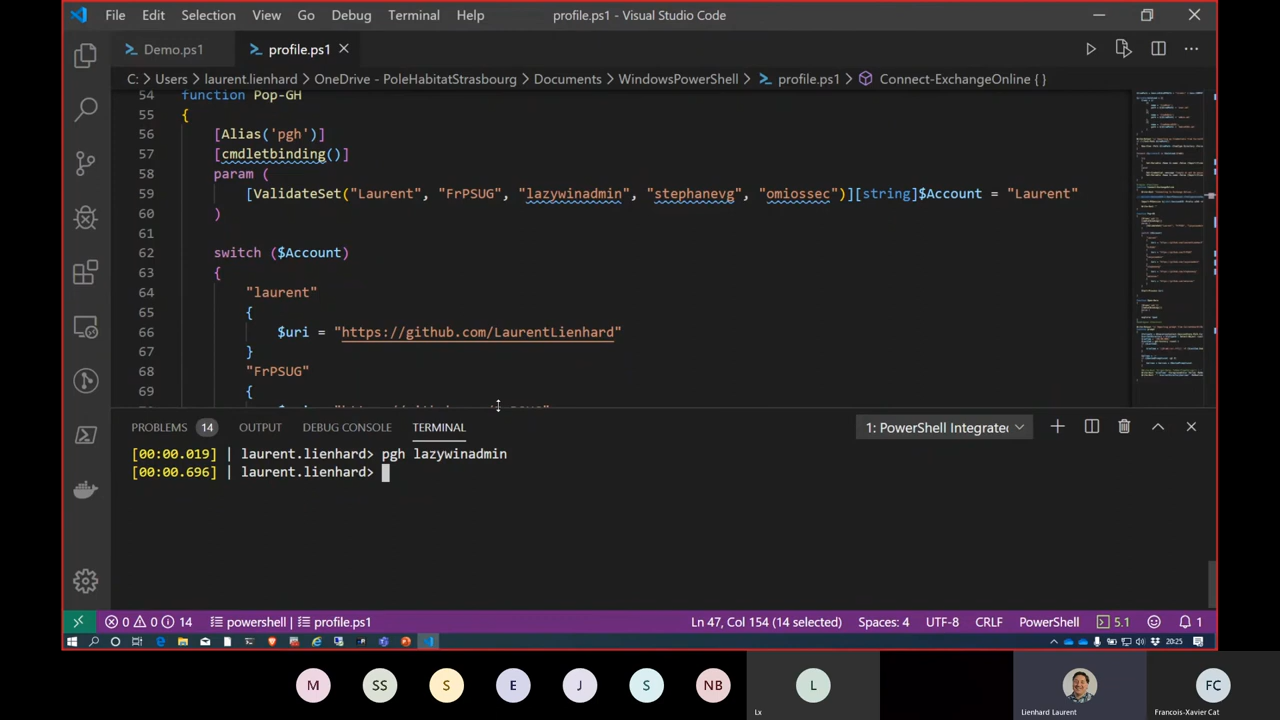 File Edit Selection View Go Debug Terminal Help profile.ps1 - Visual Studio Code
Demo.ps1 profile.ps1
C: > Users > laurent.lienhard > OneDrive - PoleHabitatStrasbourg > Documents > WindowsPowerShell > profile.ps1 > Connect-ExchangeOnline { }
54 function Pop-GH
55 {
56 [Alias('pgh')]
57 [cmdletbinding()]
58 param (
59 [ValidateSet("Laurent", "FrPSUG", "lazywinadmin", "stephanevg", "omiossec")][string]$Account = "Laurent"
60 )
61
62 switch ($Account)
63 {
64 "laurent"
65 {
66 $uri = "https://github.com/LaurentLienhard"
67 }
68 "FrPSUG"
69 {
PROBLEMS 14 OUTPUT DEBUG CONSOLE TERMINAL 1: PowerShell Integrate
[00:00.019] | laurent.lienhard> pgh lazywinadmin
[00:00.696] | laurent.lienhard>
0 0 14 powershell | profile.ps1 Ln 47, Col 154 (14 selected) Spaces: 4 UTF-8 CRLF PowerShell 5.1 1
20:25
M SS S E J S NB L FC
Lx Lienhard Laurent Francois-Xavier Cat